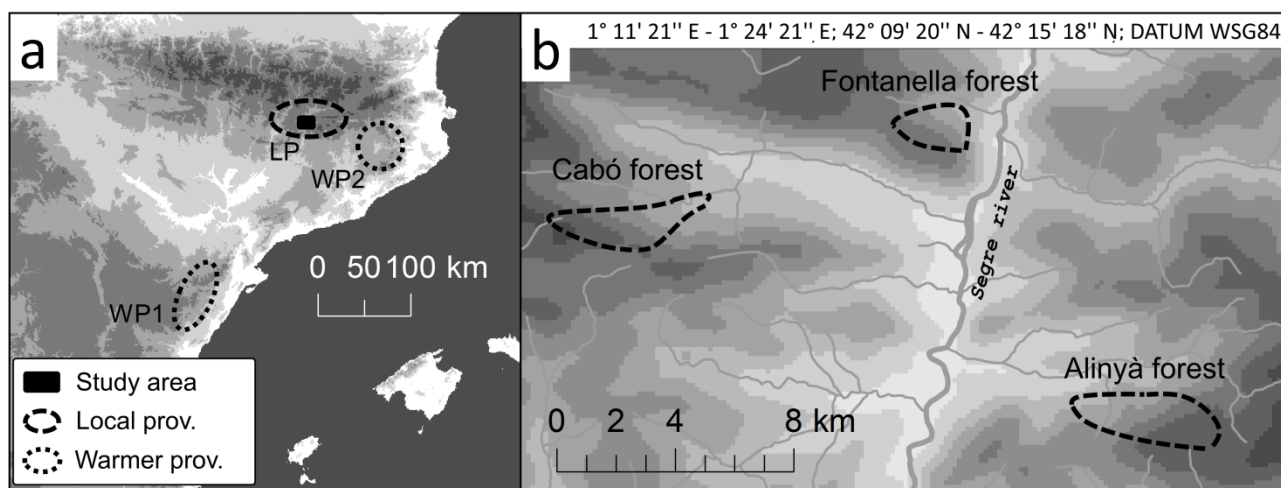 a
LP
WP2
WP1
0 50 100 km
Study area
Local prov.
Warmer prov.
1° 11' 21'' E - 1° 24' 21'' E; 42° 09' 20'' N - 42° 15' 18'' N; DATUM WSG84
b
Fontanella forest
Cabó forest
Segre river
Alinyà forest
0 2 4 8 km